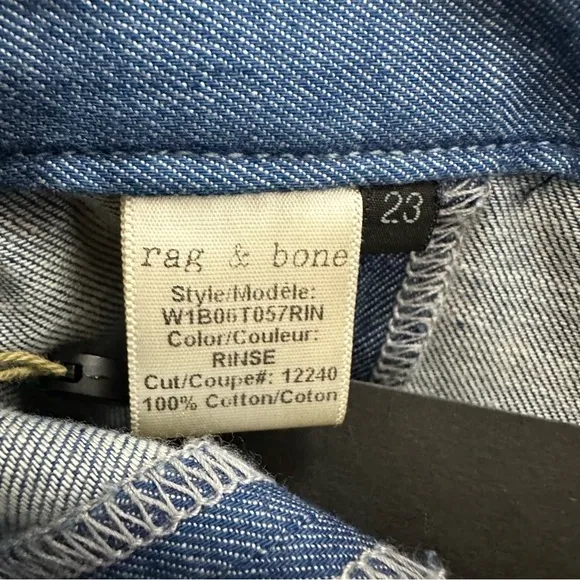 rag & bone
23
Style/Modèle:
W1B06T057RIN
Color/Couleur:
RINSE
Cut/Coupe#: 12240
100% Cotton/Coton